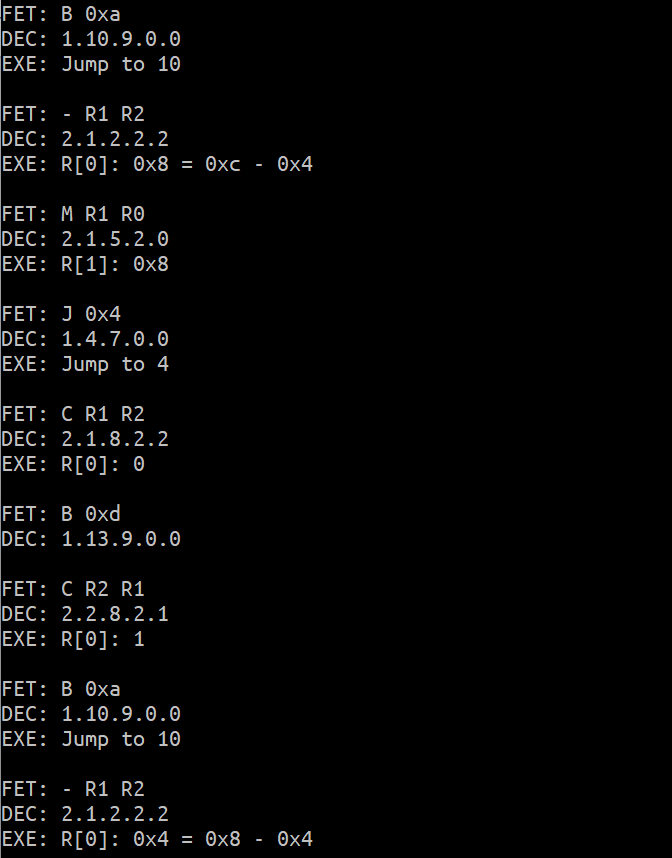 FET: B 0xa
DEC: 1.10.9.0.0
EXE: Jump to 10
FET: - R1 R2
DEC: 2.1.2.2.2
EXE: R[0]: 0x8 = 0xc - 0x4
FET: M R1 R0
DEC: 2.1.5.2.0
EXE: R[1]: 0x8
FET: J 0x4
DEC: 1.4.7.0.0
EXE: Jump to 4
FET: C R1 R2
DEC: 2.1.8.2.2
EXE: R[0]: 0
FET: B 0xd
DEC: 1.13.9.0.0
FET: C R2 R1
DEC: 2.2.8.2.1
EXE: R[0]: 1
FET: B 0xa
DEC: 1.10.9.0.0
EXE: Jump to 10
FET: - R1 R2
DEC: 2.1.2.2.2
EXE: R[0]: 0x4 = 0x8 - 0x4